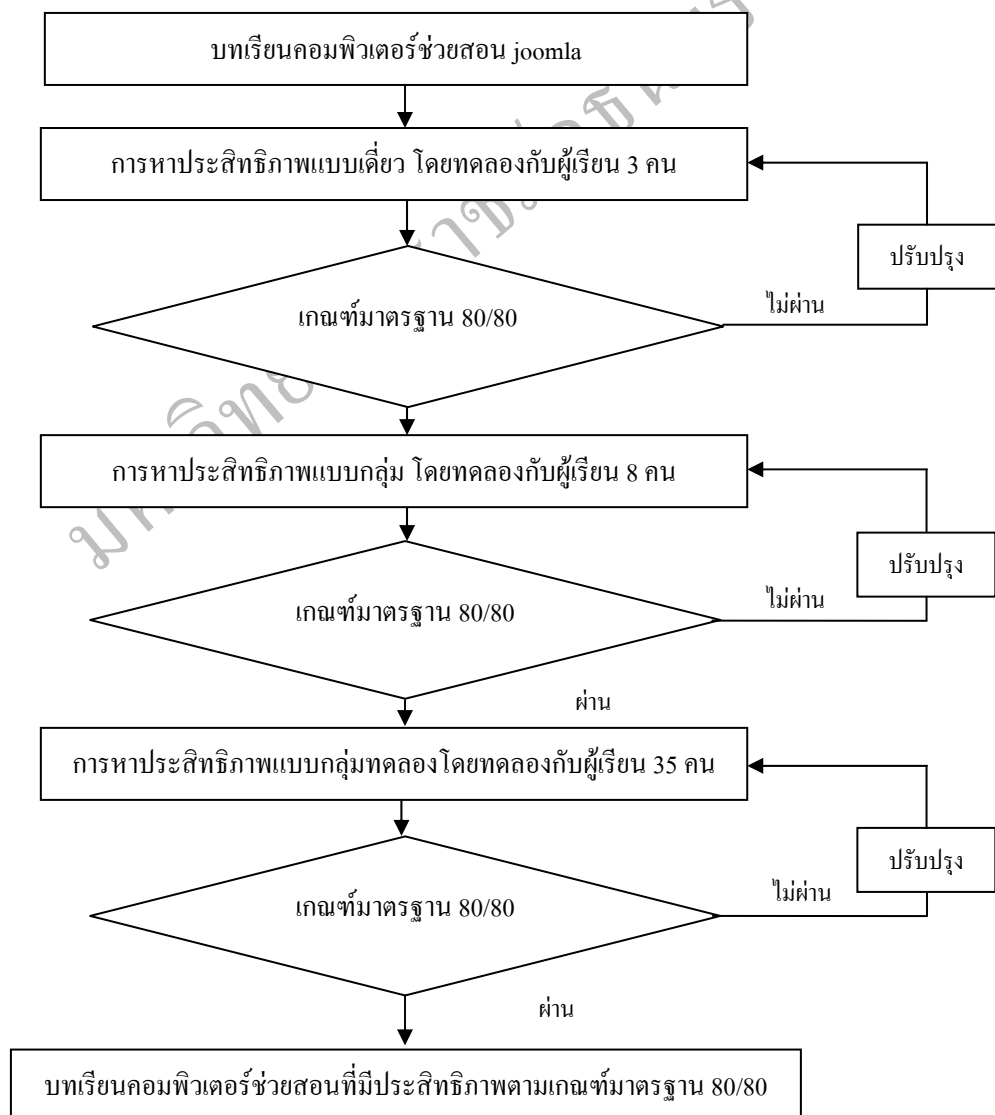 บทเรียนคอมพิวเตอร์ช่วยสอน joomla
การหาประสิทธิภาพแบบเดี่ยว โดยทดลองกับผู้เรียน 3 คน
ปรับปรุง
เกณฑ์มาตรฐาน 80/80
ไม่ผ่าน
การหาประสิทธิภาพแบบกลุ่ม โดยทดลองกับผู้เรียน 8 คน
ปรับปรุง
เกณฑ์มาตรฐาน 80/80
ไม่ผ่าน
ผ่าน
การหาประสิทธิภาพแบบกลุ่มทดลองโดยทดลองกับผู้เรียน 35 คน
ปรับปรุง
เกณฑ์มาตรฐาน 80/80
ไม่ผ่าน
ผ่าน
บทเรียนคอมพิวเตอร์ช่วยสอนที่มีประสิทธิภาพตามเกณฑ์มาตรฐาน 80/80